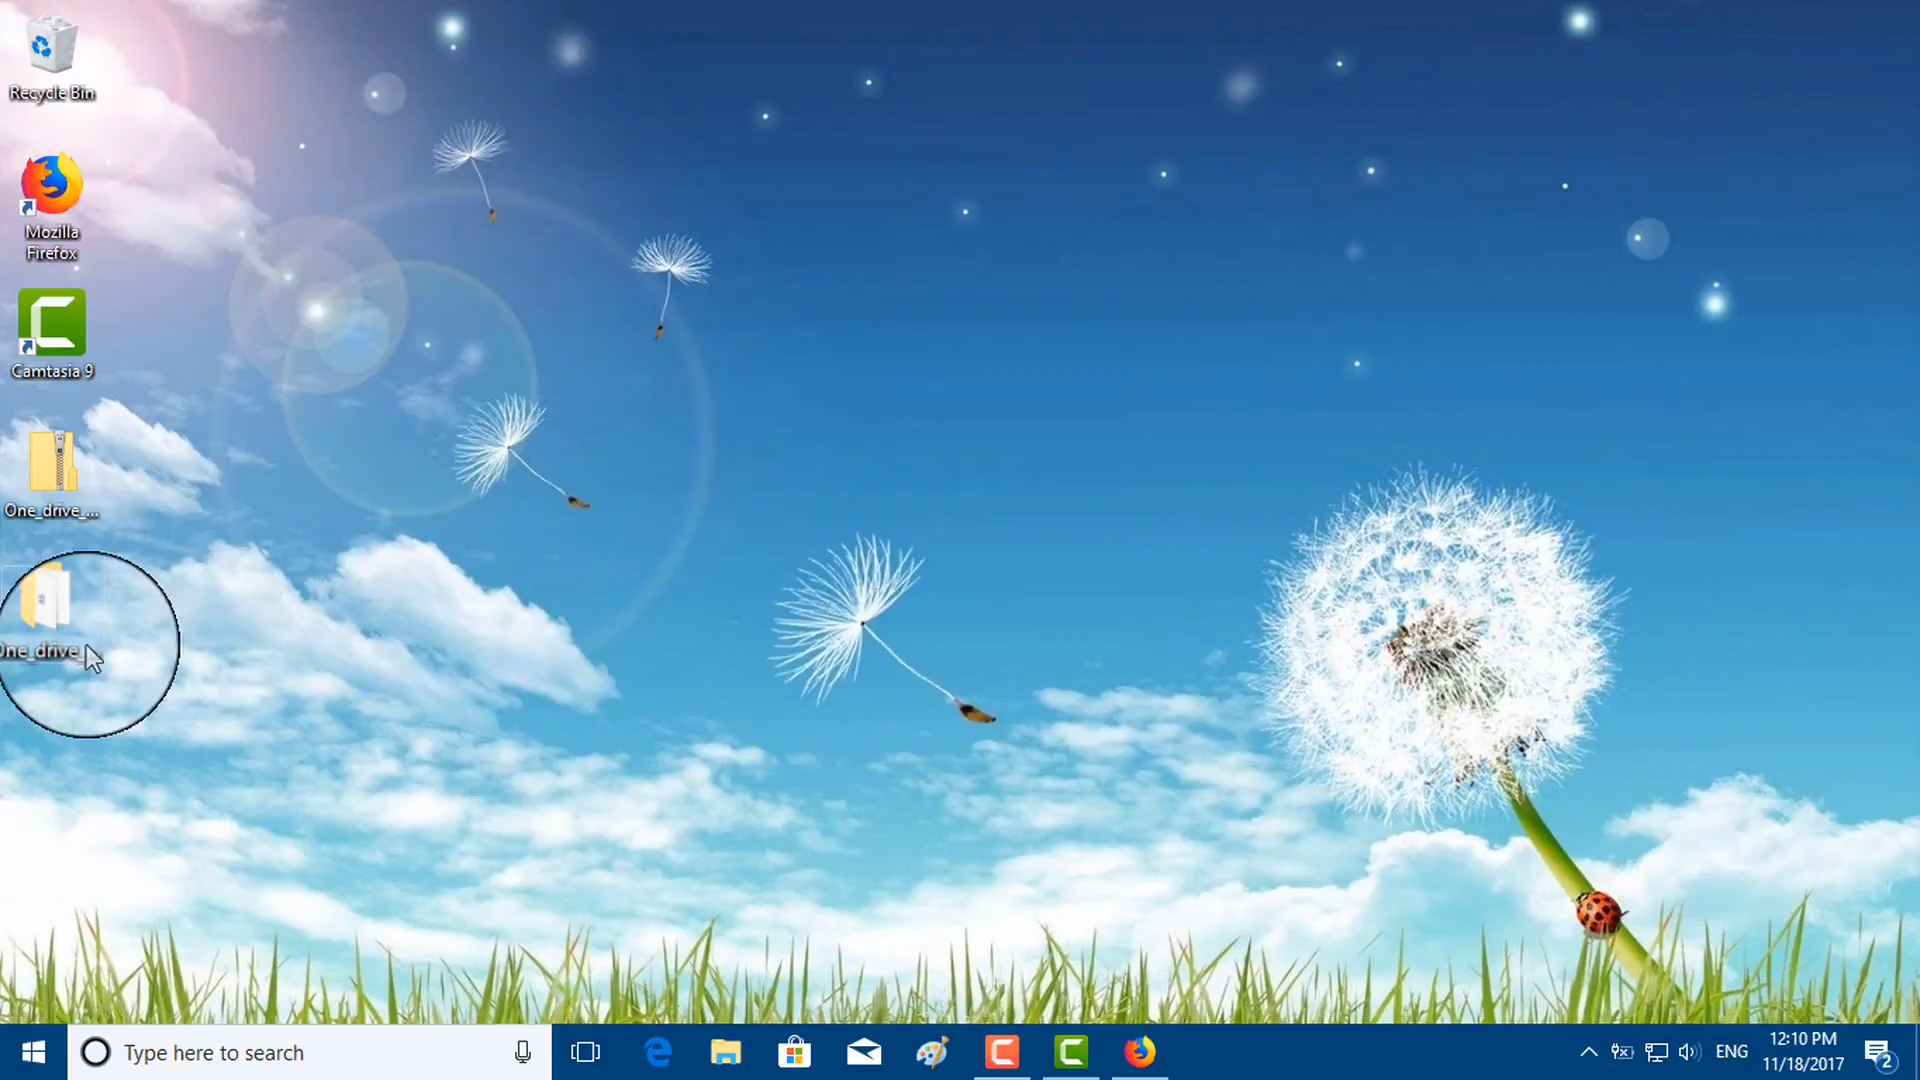 Recycle Bin
Mozilla
Firefox
Camtasia 9
One_drive_...
One_drive_
Type here to search
ENG
12:10 PM
11/18/2017
2